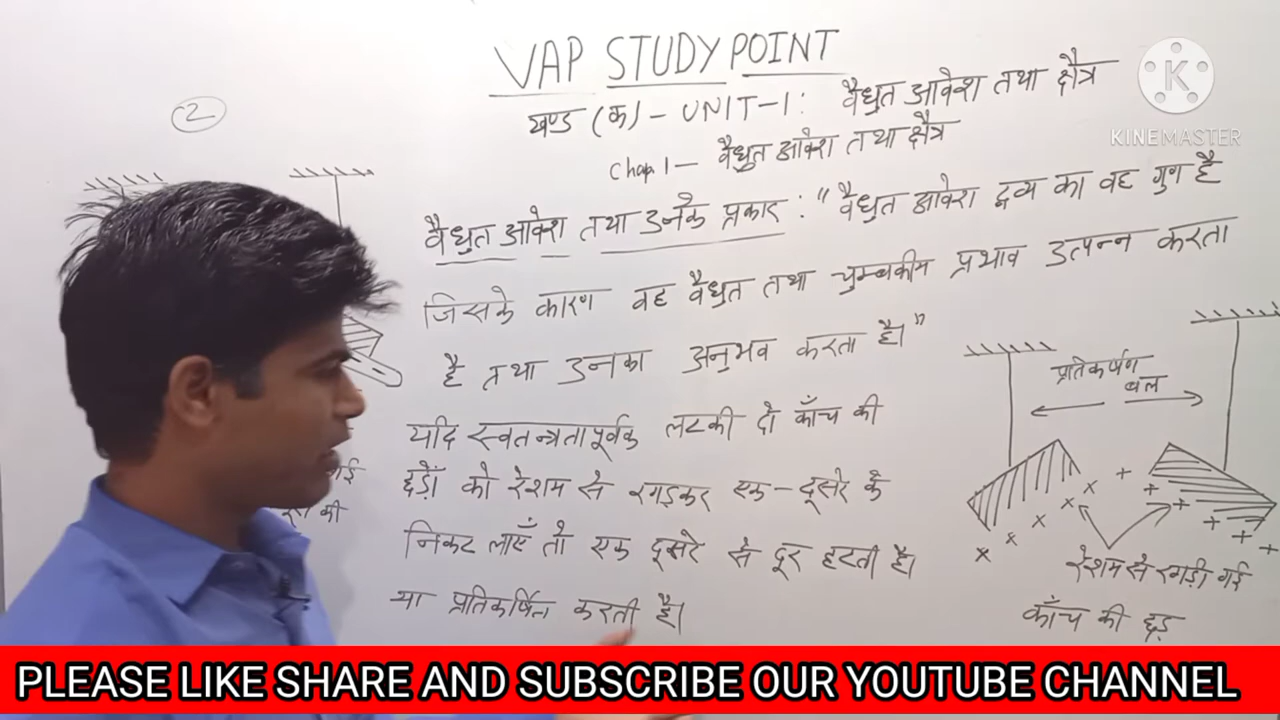 VAP STUDY POINT
खण्ड (क) - UNIT-1: वैधुत आवेश तथा क्षैत्र
Chap. 1 - वैधुत आवेश तथा क्षैत्र
2
वैधुत आवेश तथा उनके प्रकार : "वैधुत आवेश द्रव्य का वह गुण है
जिसके कारण वह वैधुत तथा चुम्बकीय प्रभाव उत्पन्न करता
है तथा उनका अनुभव करता है।"
यदि स्वतन्त्रतापूर्वक लटकी दो काँच की
छड़ों को रेशम से रगड़कर एक-दूसरे के
निकट लाएँ तो एक दूसरे से दूर हटती है।
या प्रतिकर्षित करती है।
प्रतिकर्षण
बल
रेशम से रगड़ी गई
काँच की छड़
KINEMASTER
PLEASE LIKE SHARE AND SUBSCRIBE OUR YOUTUBE CHANNEL